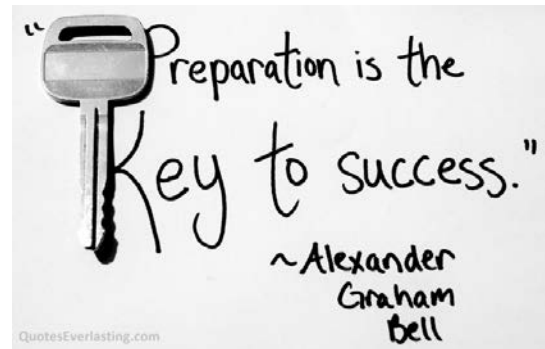 "Preparation is the
Key to success."
~Alexander
Graham
Bell
QuotesEverlasting.com